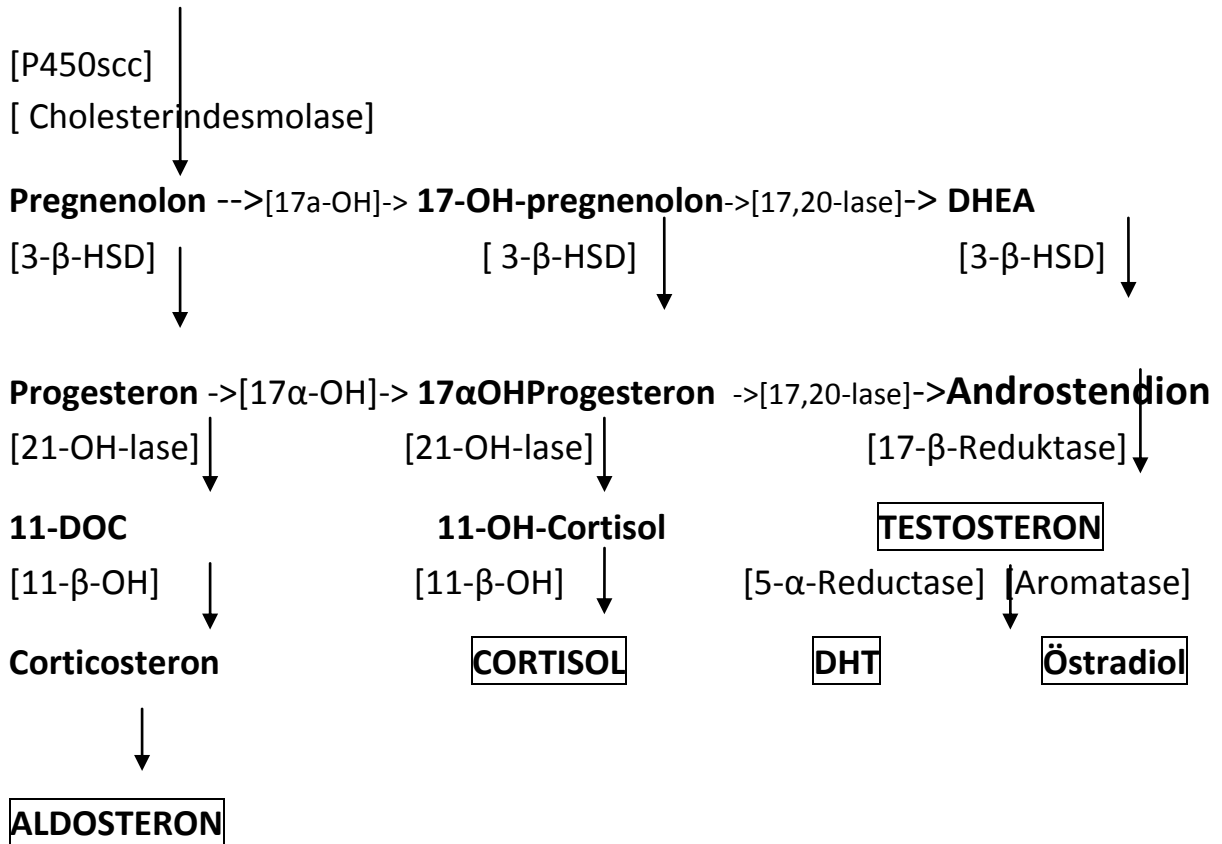 [P450scc]
[ Cholesterindesmolase]
Pregnenolon -->[17a-OH]-> 17-OH-pregnenolon->[17,20-lase]-> DHEA
[3-β-HSD] [ 3-β-HSD] [3-β-HSD]
Progesteron ->[17α-OH]-> 17αOHProgesteron ->[17,20-lase]->Androstendion
[21-OH-lase] [21-OH-lase] [17-β-Reduktase]
11-DOC 11-OH-Cortisol TESTOSTERON
[11-β-OH] [11-β-OH] [5-α-Reductase] [Aromatase]
Corticosteron CORTISOL DHT Östradiol
ALDOSTERON